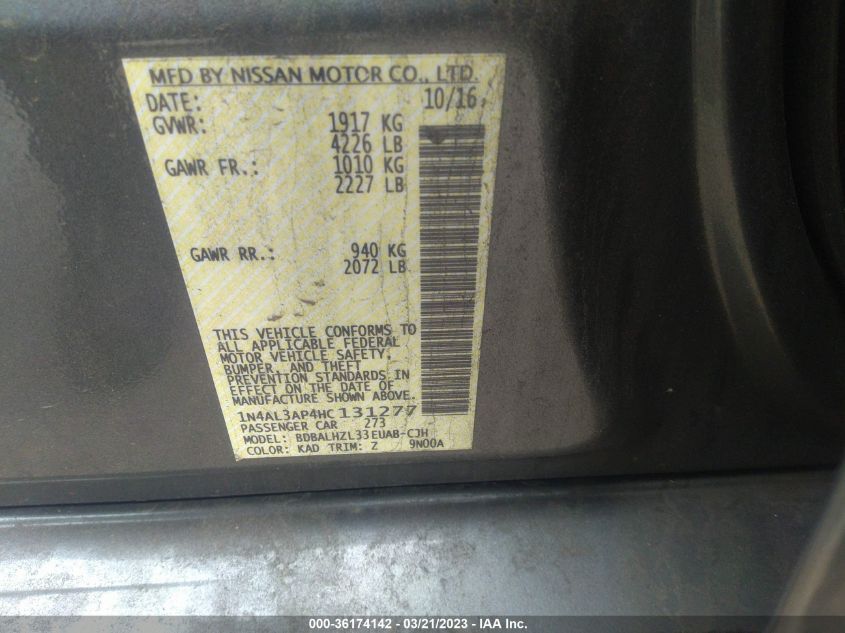 MFD BY NISSAN MOTOR CO., LTD.
DATE: 10/16
GVWR: 1917 KG
4226 LB
GAWR FR.: 1010 KG
2227 LB
GAWR RR.: 940 KG
2072 LB
THIS VEHICLE CONFORMS TO
ALL APPLICABLE FEDERAL
MOTOR VEHICLE SAFETY,
BUMPER, AND THEFT
PREVENTION STANDARDS IN
EFFECT ON THE DATE OF
MANUFACTURE SHOWN ABOVE.
1N4AL3AP4HC131277
PASSENGER CAR 273
MODEL: BDBALHZL33EUAB-CJH
COLOR: KAD TRIM: Z 9N00A
000-36174142 - 03/21/2023 - IAA Inc.